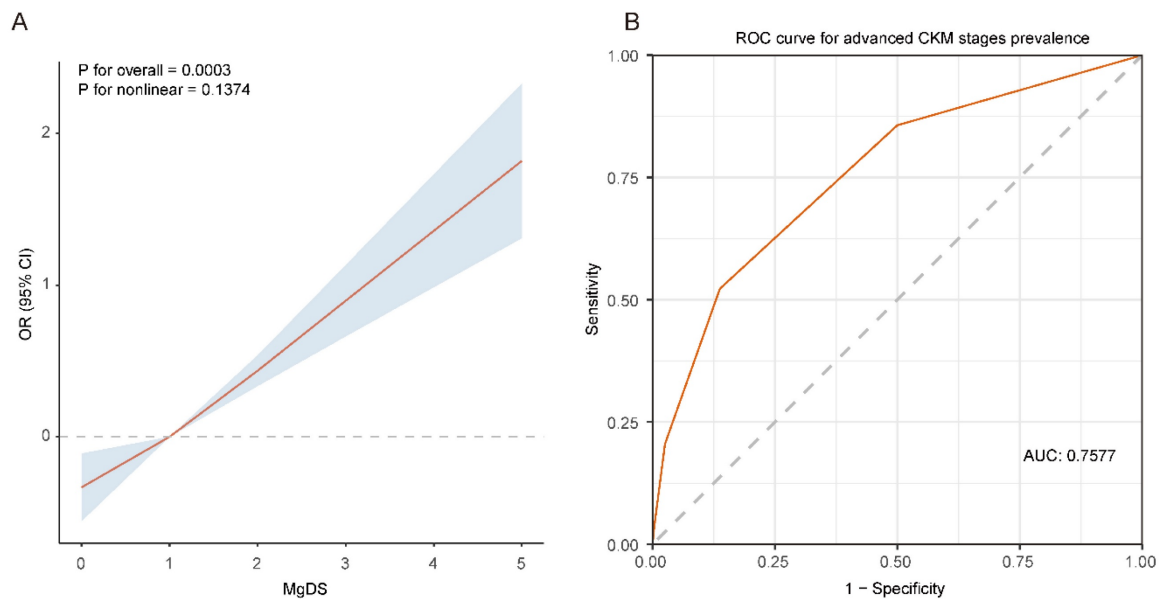 A
P for overall = 0.0003
P for nonlinear = 0.1374
2
1
0
OR (95% CI)
0 1 2 3 4 5
MgDS
B
ROC curve for advanced CKM stages prevalence
1.00
0.75
0.50
0.25
0.00
Sensitivity
AUC: 0.7577
0.00 0.25 0.50 0.75 1.00
1 − Specificity